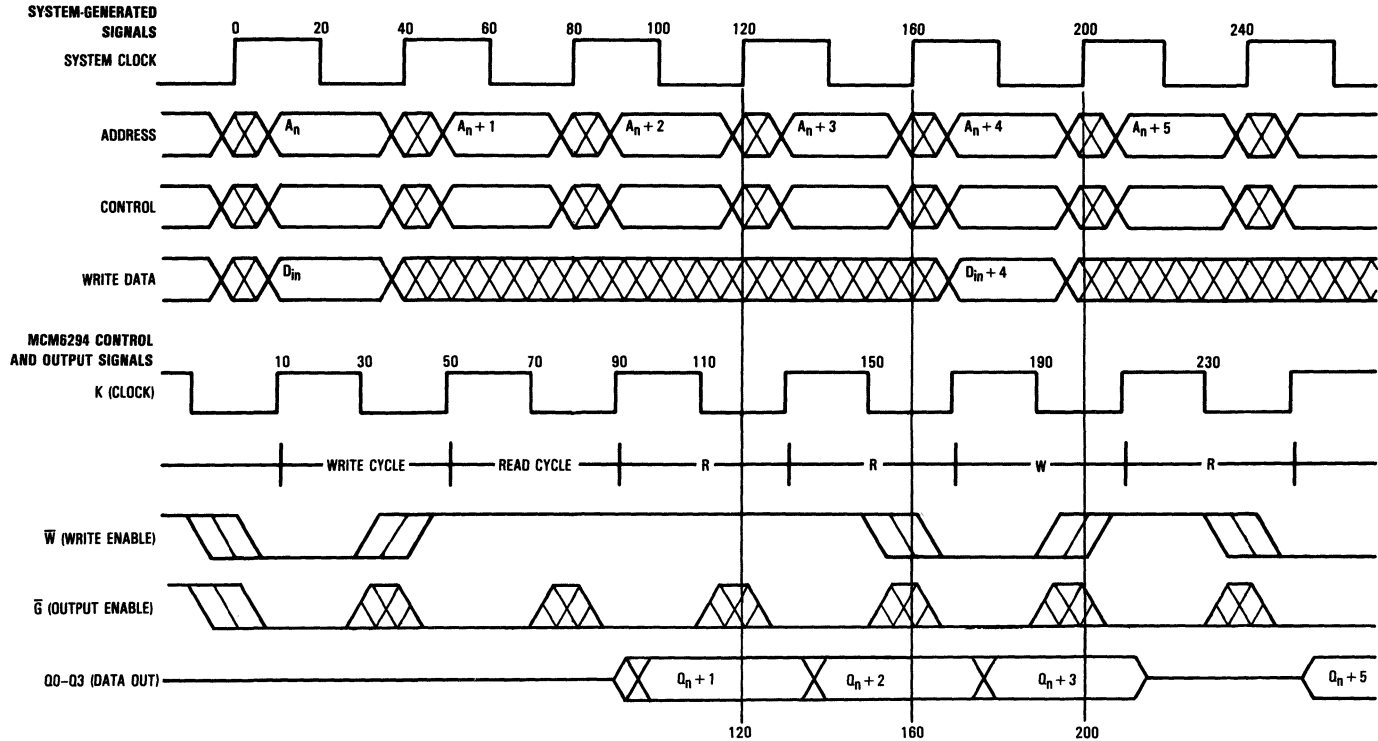 SYSTEM-GENERATED
SIGNALS
0 20 40 60 80 100 120 160 200 240
SYSTEM CLOCK
ADDRESS An An + 1 An + 2 An + 3 An + 4 An + 5
CONTROL
WRITE DATA Din Din + 4
MCM6294 CONTROL
AND OUTPUT SIGNALS
10 30 50 70 90 110 150 190 230
K (CLOCK)
WRITE CYCLE READ CYCLE R R W R
W̅ (WRITE ENABLE)
G̅ (OUTPUT ENABLE)
Q0–Q3 (DATA OUT) Qn + 1 Qn + 2 Qn + 3 Qn + 5
120 160 200